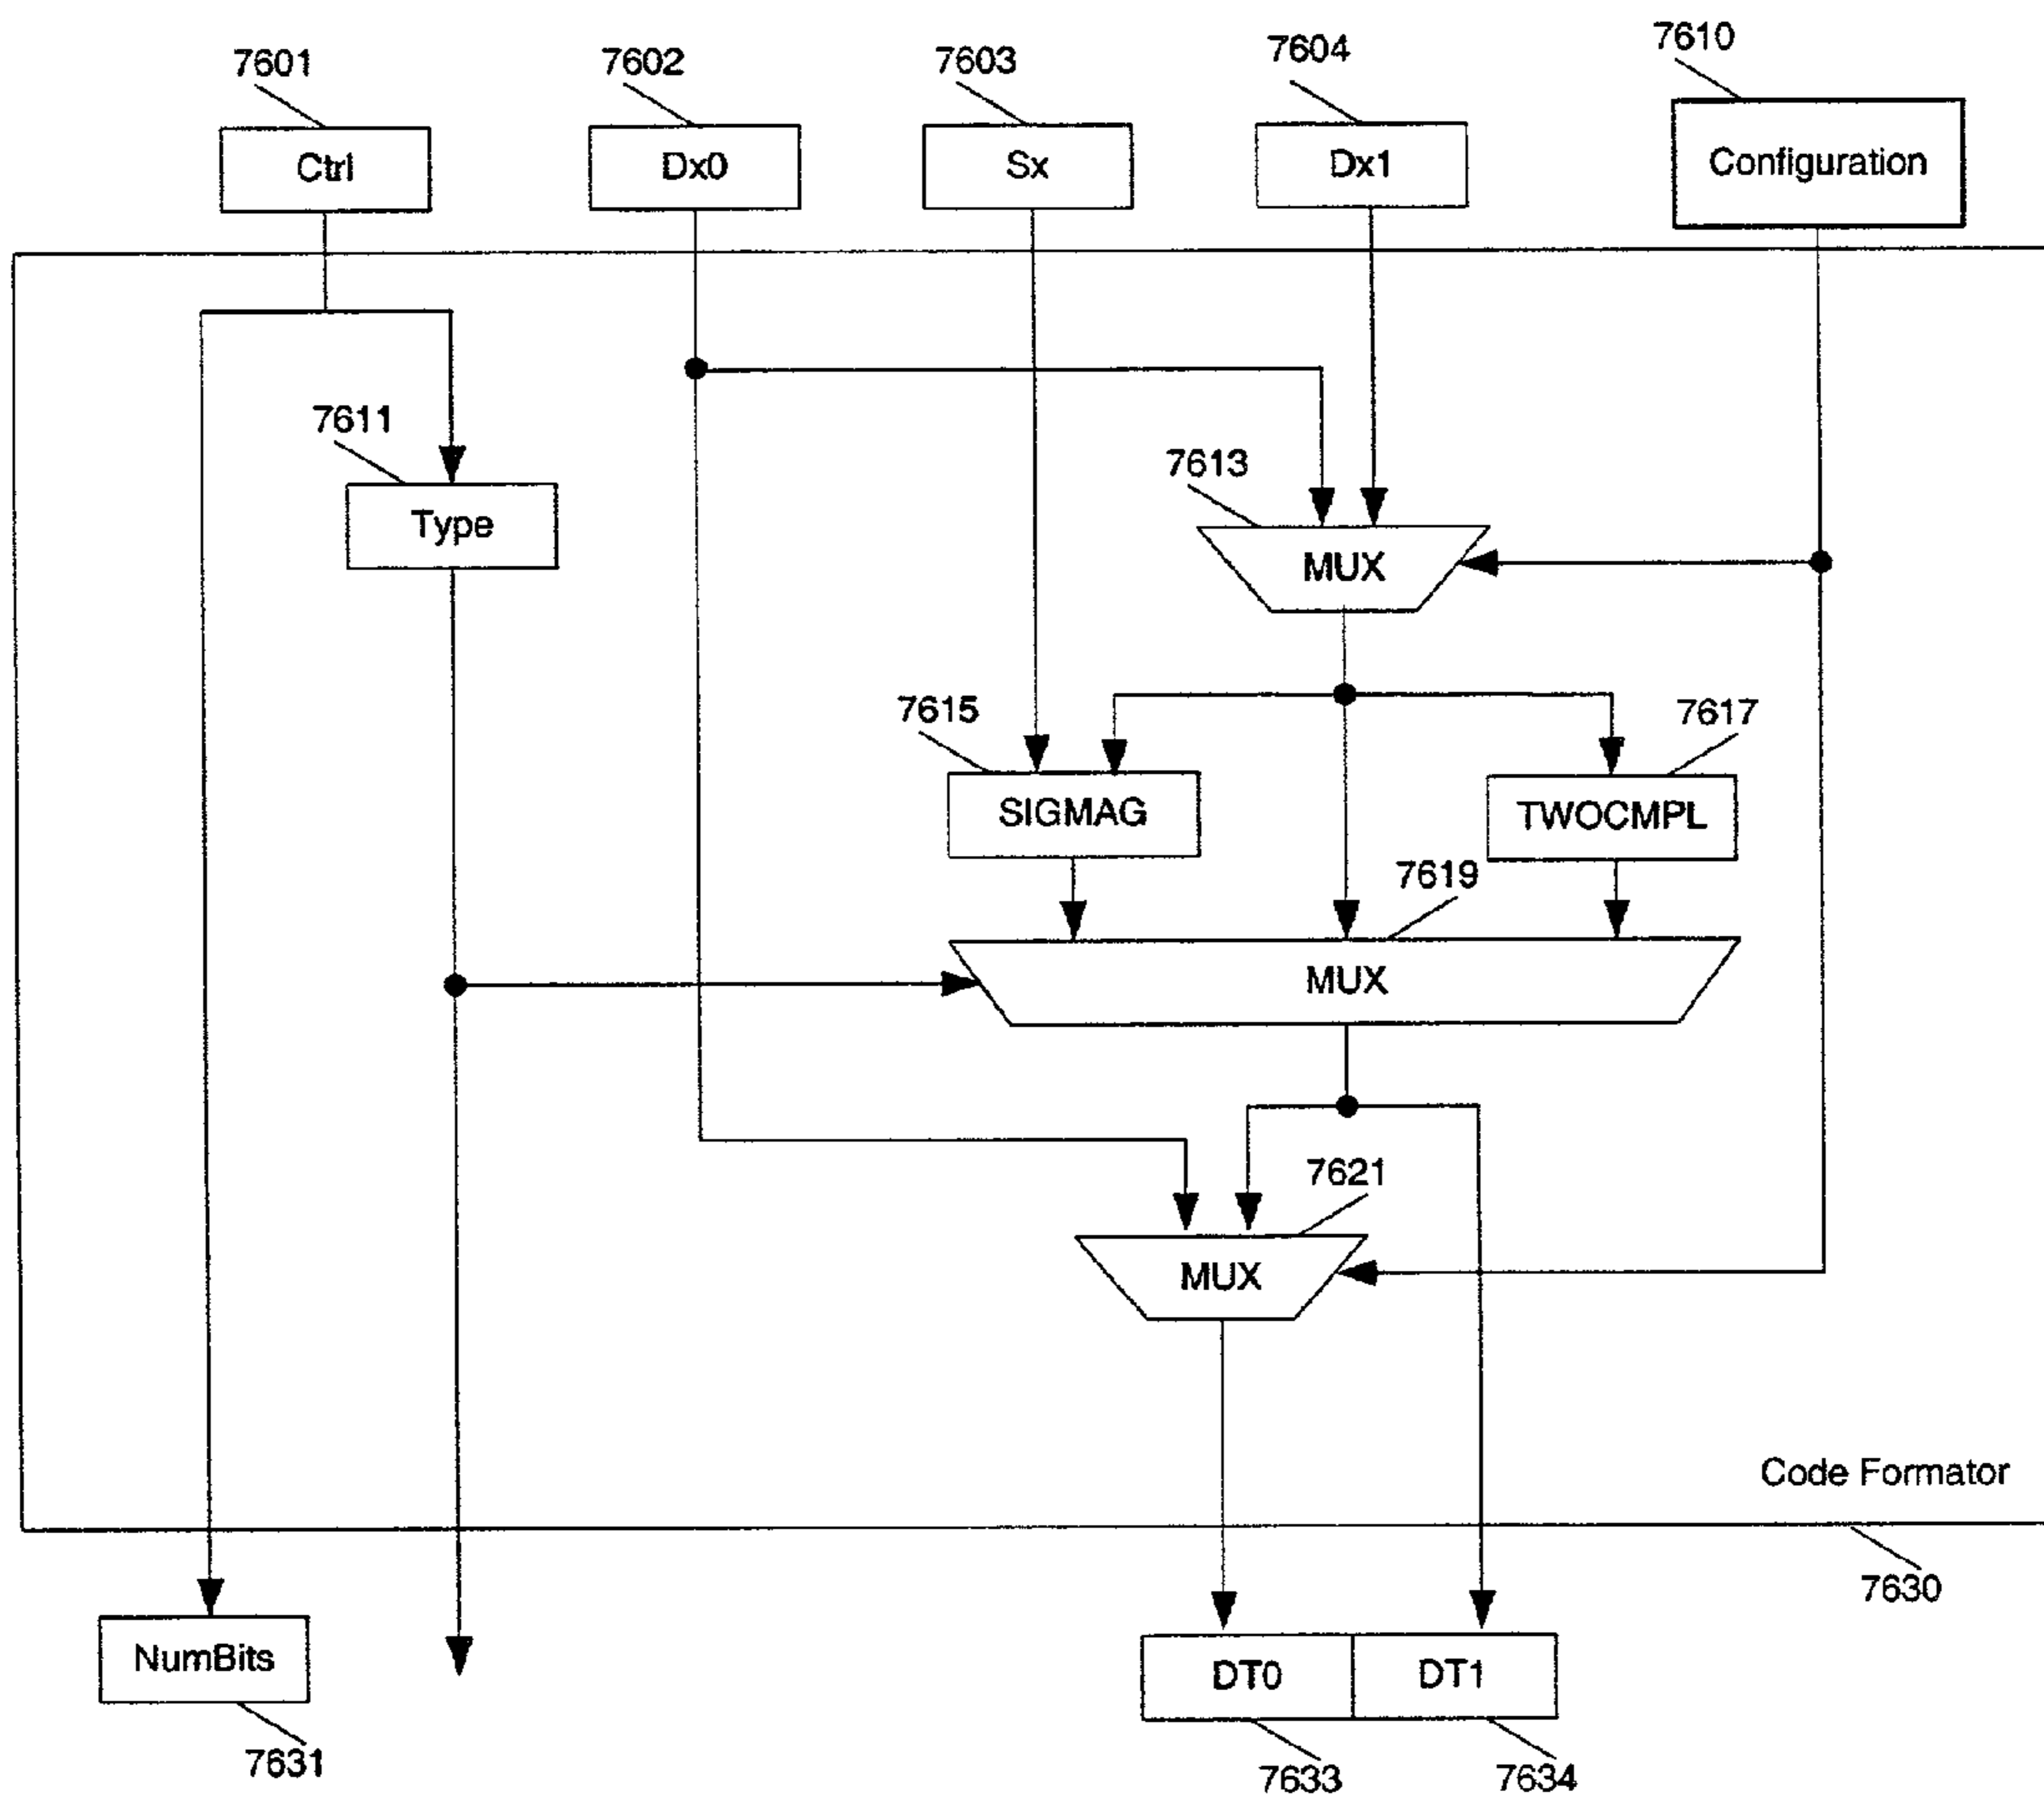 7601
7602
7603
7604
7610
Ctrl
Dx0
Sx
Dx1
Configuration
7611
Type
7613
MUX
7615
7617
SIGMAG
TWOCMPL
7619
MUX
7621
MUX
Code Formator
7630
NumBits
DT0
DT1
7631
7633
7634